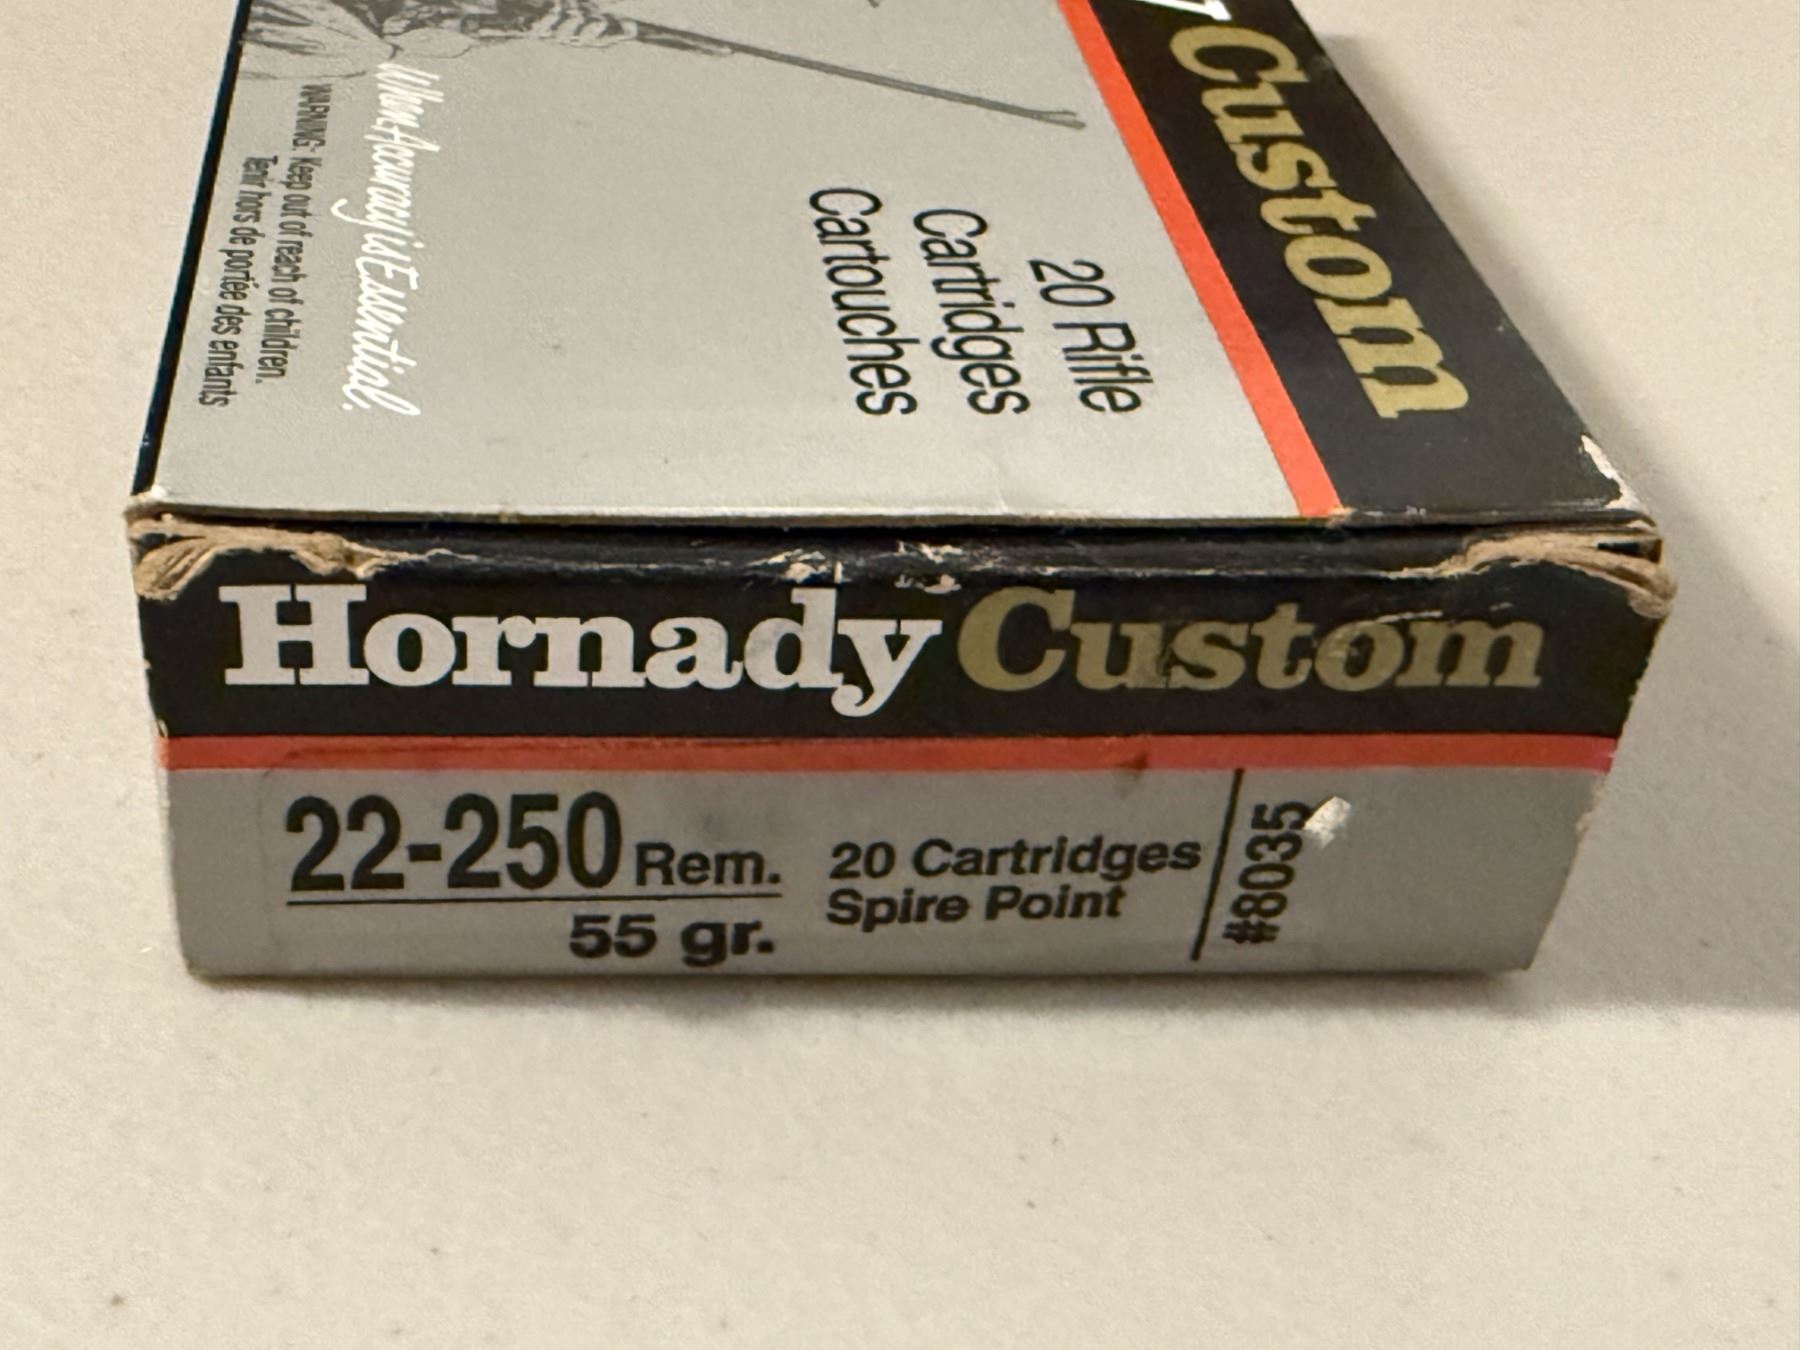 Custom
20 Rifle
Cartridges
Cartouches
When Accuracy is Essential.
WARNING: Keep out of reach of children.
Tenir hors de portée des enfants
Hornady Custom
22-250 Rem.
55 gr.
20 Cartridges
Spire Point
#8035